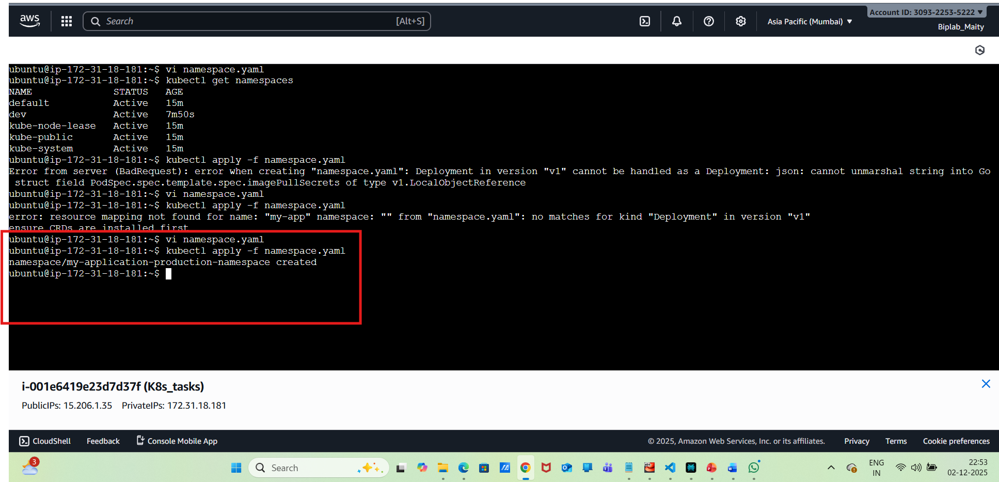 aws
Search
[Alt+S]
Asia Pacific (Mumbai)
Account ID: 3093-2253-5222
Biplab_Maity
ubuntu@ip-172-31-18-181:~$ vi namespace.yaml
ubuntu@ip-172-31-18-181:~$ kubectl get namespaces
NAME STATUS AGE
default Active 15m
dev Active 7m50s
kube-node-lease Active 15m
kube-public Active 15m
kube-system Active 15m
ubuntu@ip-172-31-18-181:~$ kubectl apply -f namespace.yaml
Error from server (BadRequest): error when creating "namespace.yaml": Deployment in version "v1" cannot be handled as a Deployment: json: cannot unmarshal string into Go
struct field PodSpec.spec.template.spec.imagePullSecrets of type v1.LocalObjectReference
ubuntu@ip-172-31-18-181:~$ vi namespace.yaml
ubuntu@ip-172-31-18-181:~$ kubectl apply -f namespace.yaml
error: resource mapping not found for name: "my-app" namespace: "" from "namespace.yaml": no matches for kind "Deployment" in version "v1"
ensure CRDs are installed first
ubuntu@ip-172-31-18-181:~$ vi namespace.yaml
ubuntu@ip-172-31-18-181:~$ kubectl apply -f namespace.yaml
namespace/my-application-production-namespace created
ubuntu@ip-172-31-18-181:~$
i-001e6419e23d7d37f (K8s_tasks)
PublicIPs: 15.206.1.35 PrivateIPs: 172.31.18.181
CloudShell Feedback Console Mobile App
© 2025, Amazon Web Services, Inc. or its affiliates. Privacy Terms Cookie preferences
3
Search
ENG
IN
22:53
02-12-2025